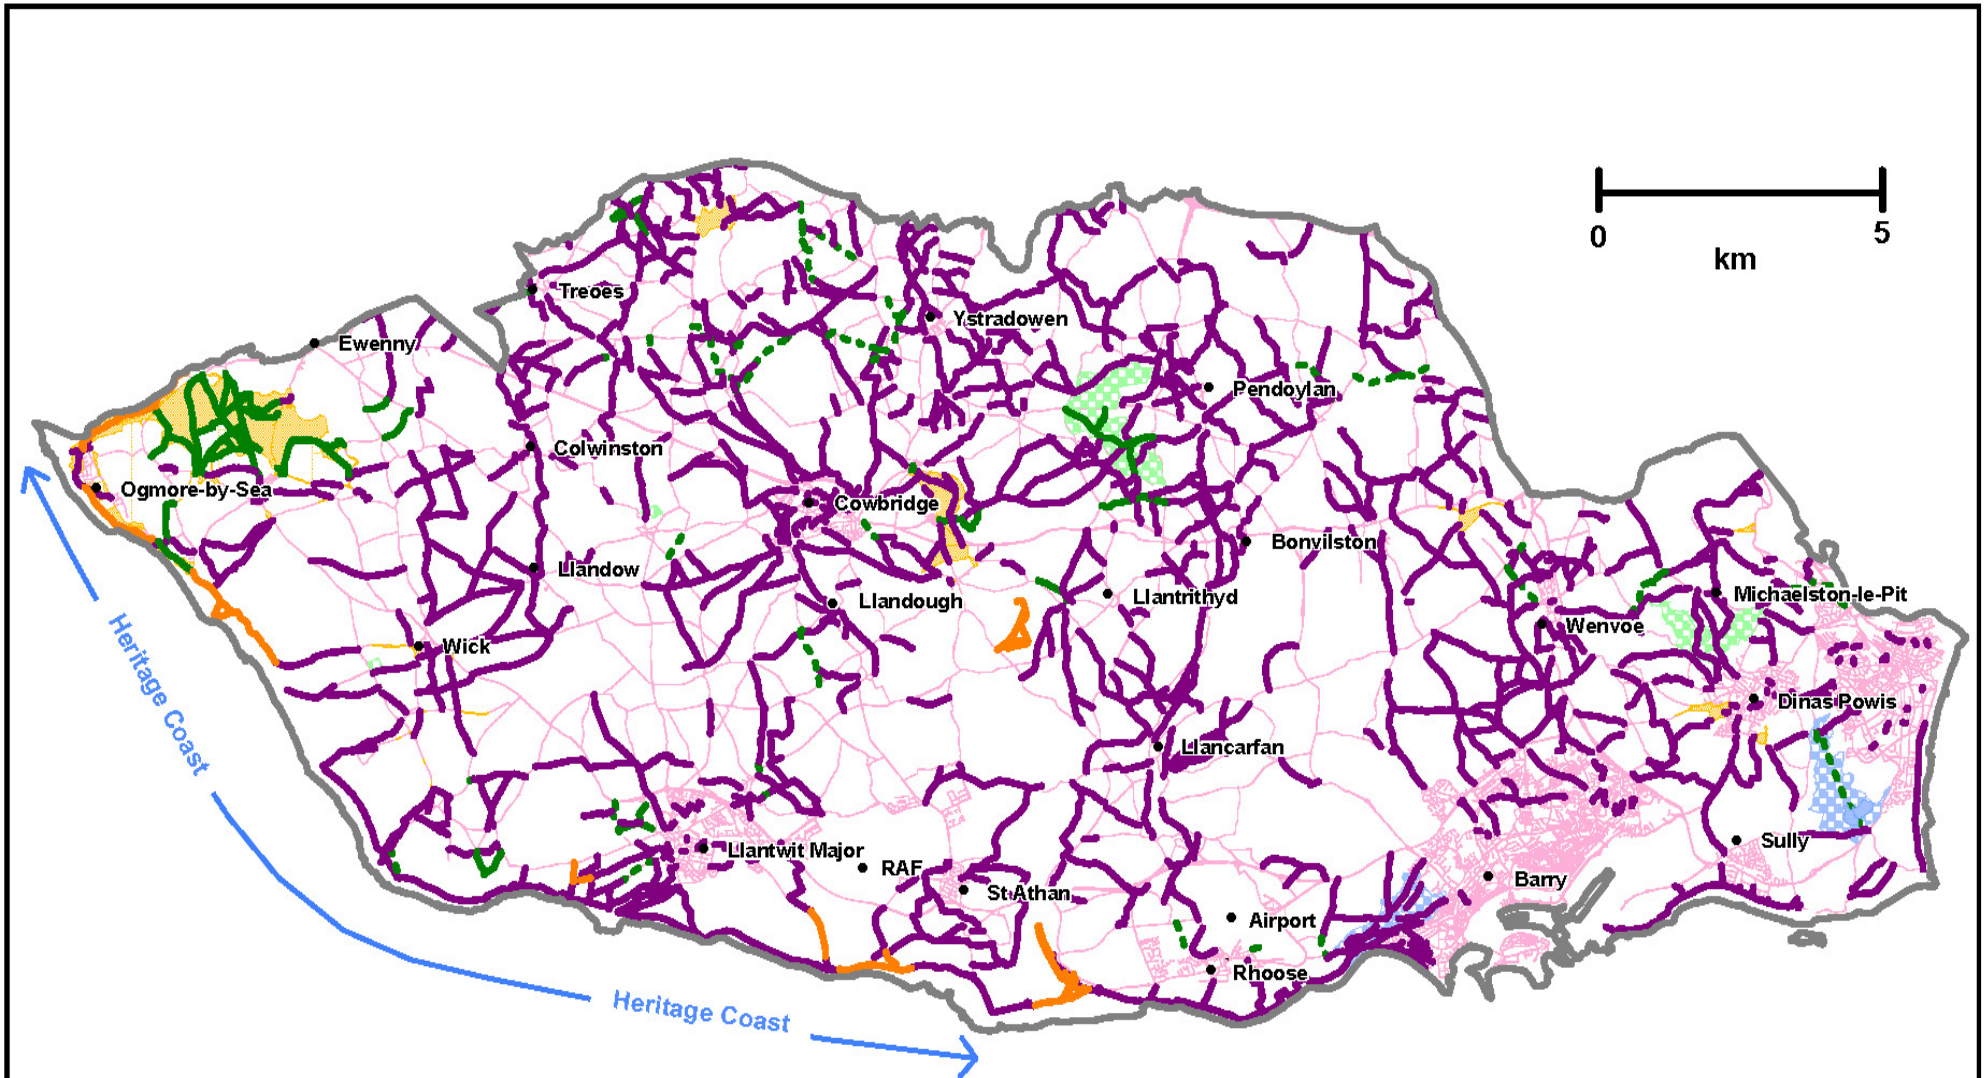 0
5
km
Treoes
Ystradowen
Ewenny
Pendoylan
Colwinston
Ogmore-by-Sea
Cowbridge
Bonvilston
Llandow
Llandough
Llantrithyd
Michaelston-le-Pit
Wenvoe
Wick
Heritage Coast
Dinas Powis
Llancarfan
Llantwit Major
RAF
St Athan
Sully
Barry
Airport
Rhoose
Heritage Coast